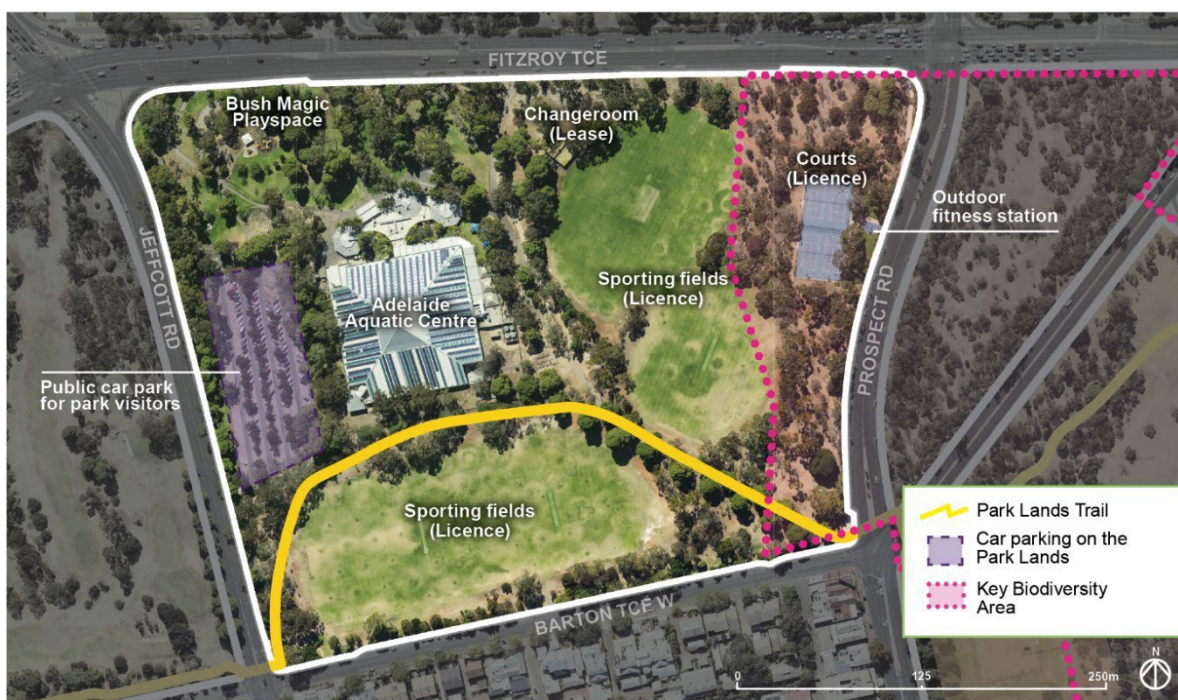 FITZROY TCE
Bush Magic
Playspace
Changeroom
(Lease)
Courts
(Licence)
Outdoor
fitness station
JEFFCOTT RD
Sporting fields
(Licence)
Adelaide
Aquatic Centre
PROSPECT RD
Public car park
for park visitors
Sporting fields
(Licence)
Park Lands Trail
Car parking on the
Park Lands
Key Biodiversity
Area
BARTON TCE W
N
0
125
250m